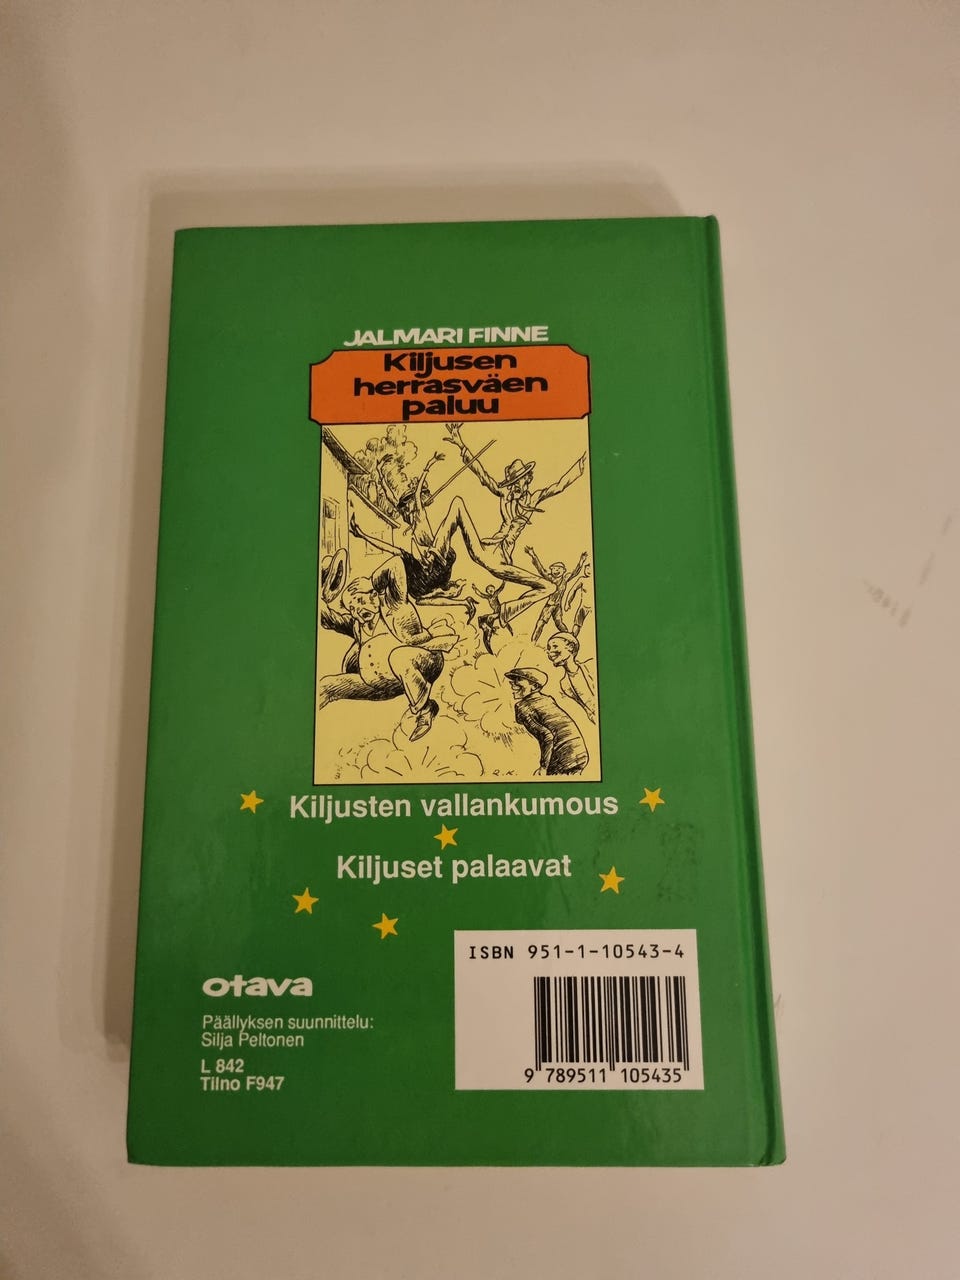 JALMARI FINNE
Kiljusen
herrasväen
paluu
R.K.
Kiljusten vallankumous
Kiljuset palaavat
ISBN 951-1-10543-4
otava
Päällyksen suunnittelu:
Silja Peltonen
L 842
Tilno F947
9 789511 105435